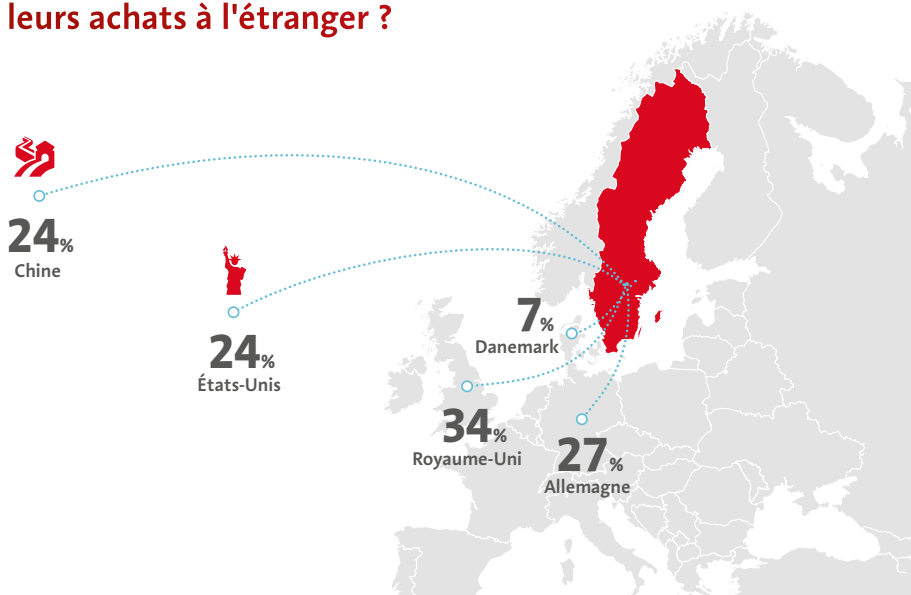 leurs achats à l'étranger ?
24%
Chine
24%
États-Unis
7%
Danemark
34%
Royaume-Uni
27%
Allemagne